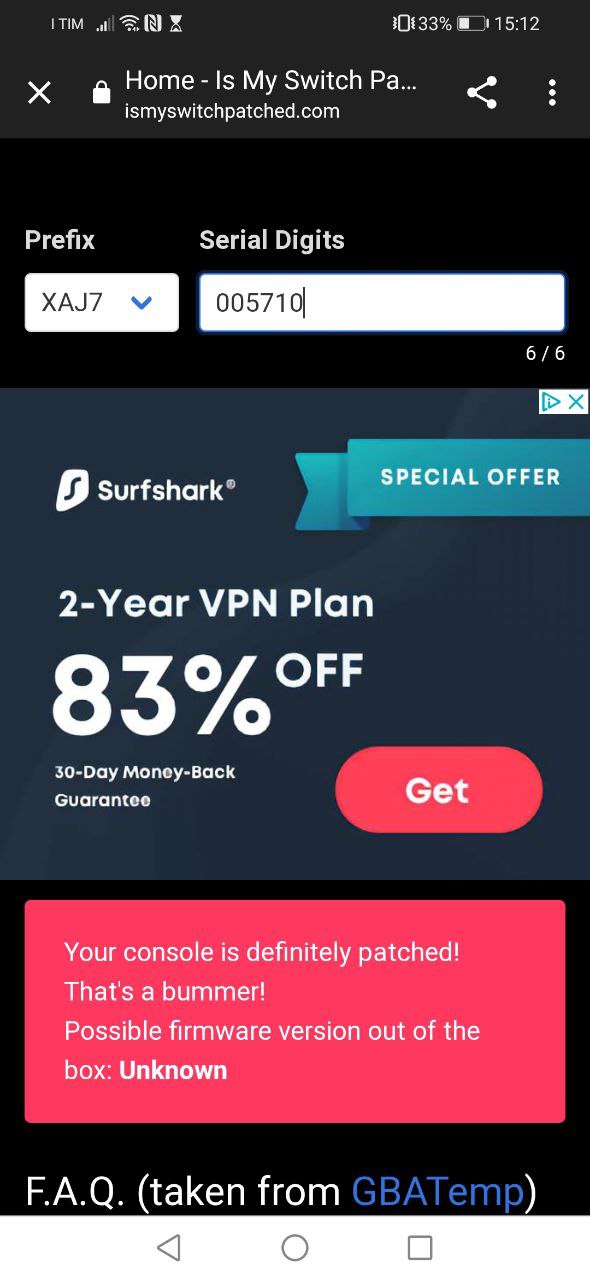 I TIM 33% 15:12
Home - Is My Switch Pa...
ismyswitchpatched.com
Prefix Serial Digits
XAJ7 005710
6 / 6
Surfshark®
SPECIAL OFFER
2-Year VPN Plan
83% OFF
30-Day Money-Back
Guarantee
Get
Your console is definitely patched!
That's a bummer!
Possible firmware version out of the
box: Unknown
F.A.Q. (taken from GBATemp)